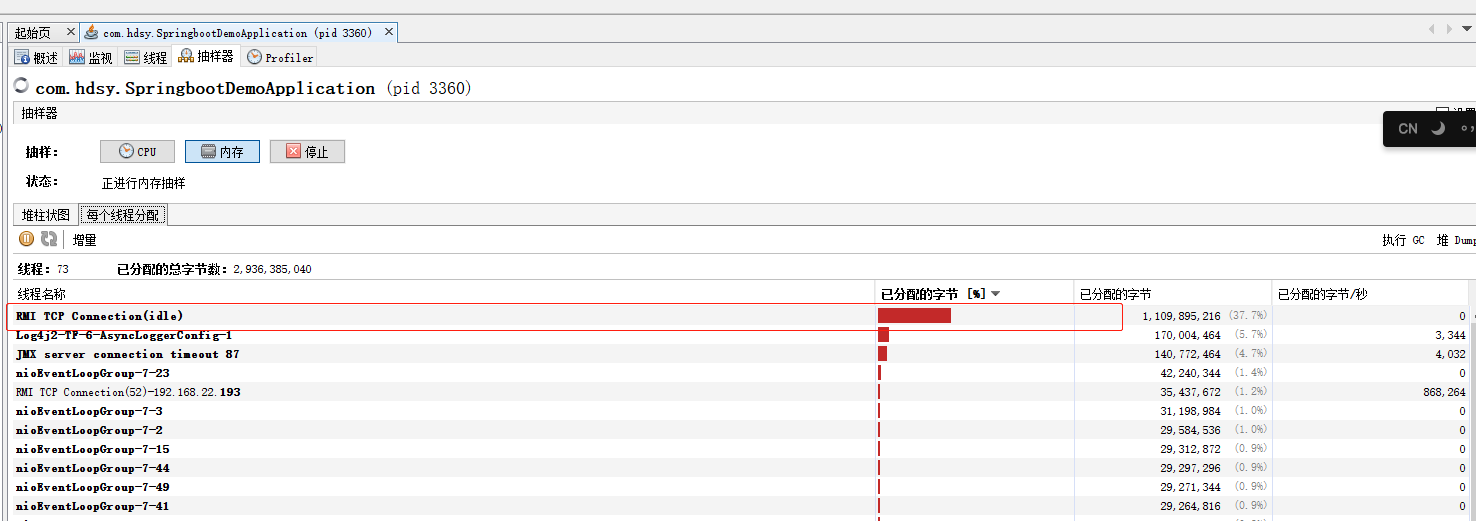 起始页 × com.hdsy.SpringbootDemoApplication (pid 3360) ×
概述 监视 线程 抽样器 Profiler
com.hdsy.SpringbootDemoApplication (pid 3360)
抽样器
CN
抽样： CPU 内存 停止
状态： 正进行内存抽样
堆柱状图 每个线程分配
增量 执行 GC 堆 Dump
线程：73 已分配的总字节数：2,936,385,040
线程名称 已分配的字节 [%] 已分配的字节 已分配的字节/秒
RMI TCP Connection(idle) 1,109,895,216 (37.7%) 0
Log4j2-TF-6-AsyncLoggerConfig-1 170,004,464 (5.7%) 3,344
JMX server connection timeout 87 140,772,464 (4.7%) 4,032
nioEventLoopGroup-7-23 42,240,344 (1.4%) 0
RMI TCP Connection(52)-192.168.22.193 35,437,672 (1.2%) 868,264
nioEventLoopGroup-7-3 31,198,984 (1.0%) 0
nioEventLoopGroup-7-2 29,584,536 (1.0%) 0
nioEventLoopGroup-7-15 29,312,872 (0.9%) 0
nioEventLoopGroup-7-44 29,297,296 (0.9%) 0
nioEventLoopGroup-7-49 29,271,344 (0.9%) 0
nioEventLoopGroup-7-41 29,264,816 (0.9%) 0